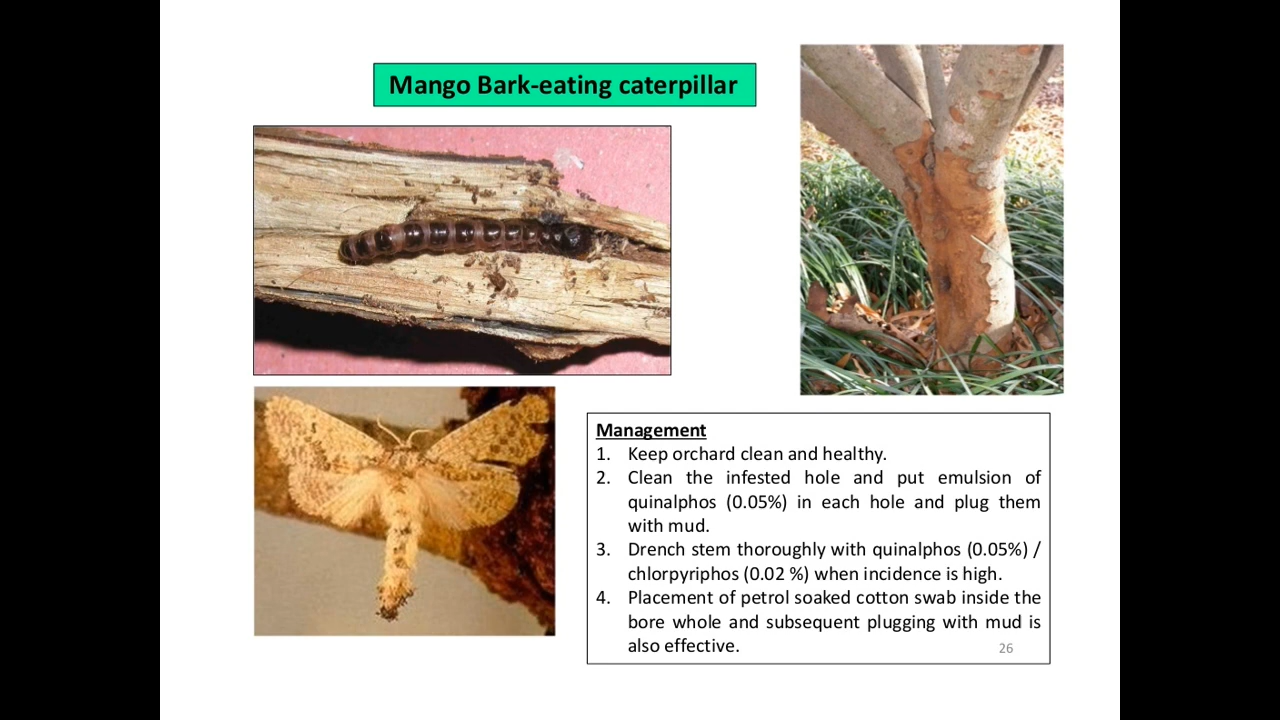 Mango Bark-eating caterpillar
Management
1. Keep orchard clean and healthy.
2. Clean the infested hole and put emulsion of
quinalphos (0.05%) in each hole and plug them
with mud.
3. Drench stem thoroughly with quinalphos (0.05%) /
chlorpyriphos (0.02 %) when incidence is high.
4. Placement of petrol soaked cotton swab inside the
bore whole and subsequent plugging with mud is
also effective.
26